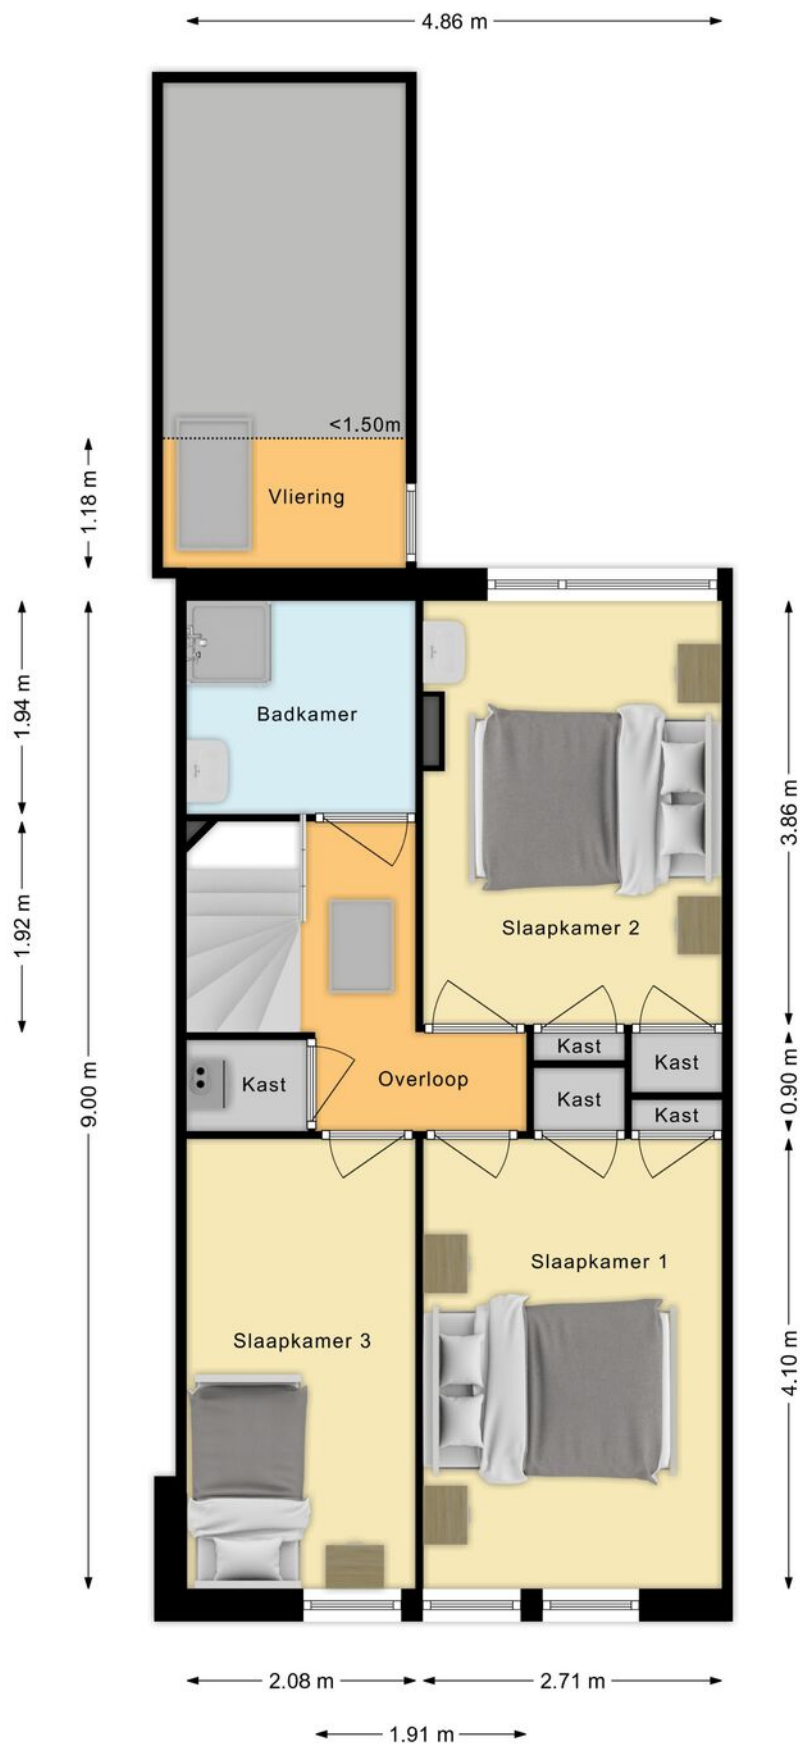 4.86 m
<1.50m
1.18 m
Vliering
1.94 m
Badkamer
3.86 m
1.92 m
Slaapkamer 2
9.00 m
Kast
Kast
Kast
Overloop
Kast
Kast
0.90 m
Slaapkamer 1
Slaapkamer 3
4.10 m
2.08 m
2.71 m
1.91 m